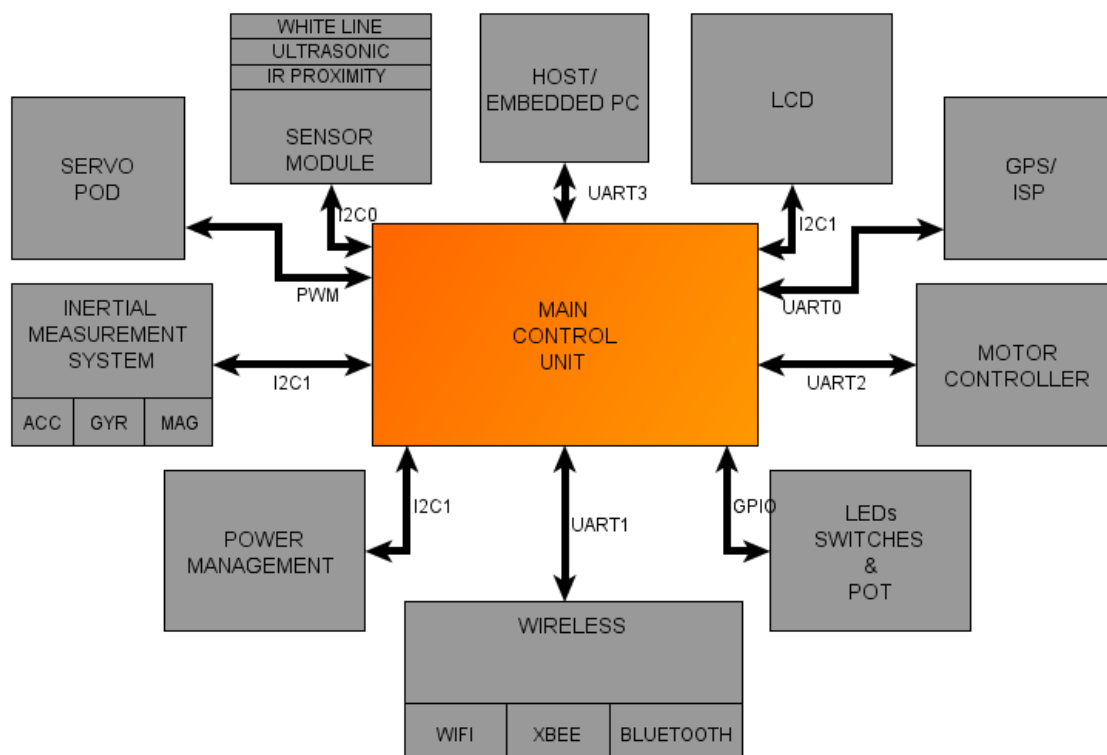 WHITE LINE
ULTRASONIC
IR PROXIMITY
SENSOR
MODULE
HOST/
EMBEDDED PC
LCD
SERVO
POD
GPS/
ISP
I2C0
UART3
I2C1
PWM
UART0
INERTIAL
MEASUREMENT
SYSTEM
ACC
GYR
MAG
I2C1
MAIN
CONTROL
UNIT
UART2
MOTOR
CONTROLLER
I2C1
UART1
GPIO
POWER
MANAGEMENT
LEDs
SWITCHES
&
POT
WIRELESS
WIFI
XBEE
BLUETOOTH